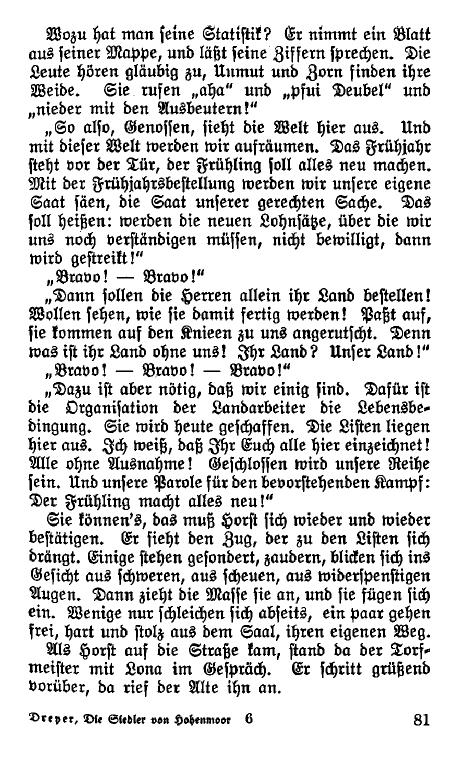 Wozu hat man seine Statistik? Er nimmt ein Blatt
aus seiner Mappe, und läßt seine Ziffern sprechen. Die
Leute hören gläubig zu, Unmut und Zorn finden ihre
Weide. Sie rufen „aha“ und „pfui Deubel“ und
„nieder mit den Ausbeutern!“
„So also, Genossen, sieht die Welt hier aus. Und
mit dieser Welt werden wir aufräumen. Das Frühjahr
steht vor der Tür, der Frühling soll alles neu machen.
Mit der Frühjahrsbestellung werden wir unsere eigene
Saat säen, die Saat unserer gerechten Sache. Das
soll heißen: werden die neuen Lohnsätze, über die wir
uns noch verständigen müssen, nicht bewilligt, dann
wird gestreikt!“
„Bravo! — Bravo!“
„Dann sollen die Herren allein ihr Land bestellen!
Wollen sehen, wie sie damit fertig werden! Paßt auf,
sie kommen auf den Knieen zu uns angerutscht. Denn
was ist ihr Land ohne uns! Ihr Land? Unser Land!“
„Bravo! — Bravo! — Bravo!“
„Dazu ist aber nötig, daß wir einig sind. Dafür ist
die Organisation der Landarbeiter die Lebensbe-
dingung. Sie wird heute geschaffen. Die Listen liegen
hier aus. Ich weiß, daß Ihr Euch alle hier einzeichnet!
Alle ohne Ausnahme! Geschlossen wird unsere Reihe
sein. Und unsere Parole für den bevorstehenden Kampf:
Der Frühling macht alles neu!“
Sie können's, das muß Horst sich wieder und wieder
bestätigen. Er sieht den Zug, der zu den Listen sich
drängt. Einige stehen gesondert, zaudern, blicken sich ins
Gesicht aus schweren, aus scheuen, aus widerspenstigen
Augen. Dann zieht die Masse sie an, und sie fügen sich
ein. Wenige nur schleichen sich abseits, ein paar gehen
frei, hart und stolz aus dem Saal, ihren eigenen Weg.
Als Horst auf die Straße kam, stand da der Torf-
meister mit Lona im Gespräch. Er schritt grüßend
vorüber, da rief der Alte ihn an.
Dreyer, Die Siedler von Hohenmoor 6 81